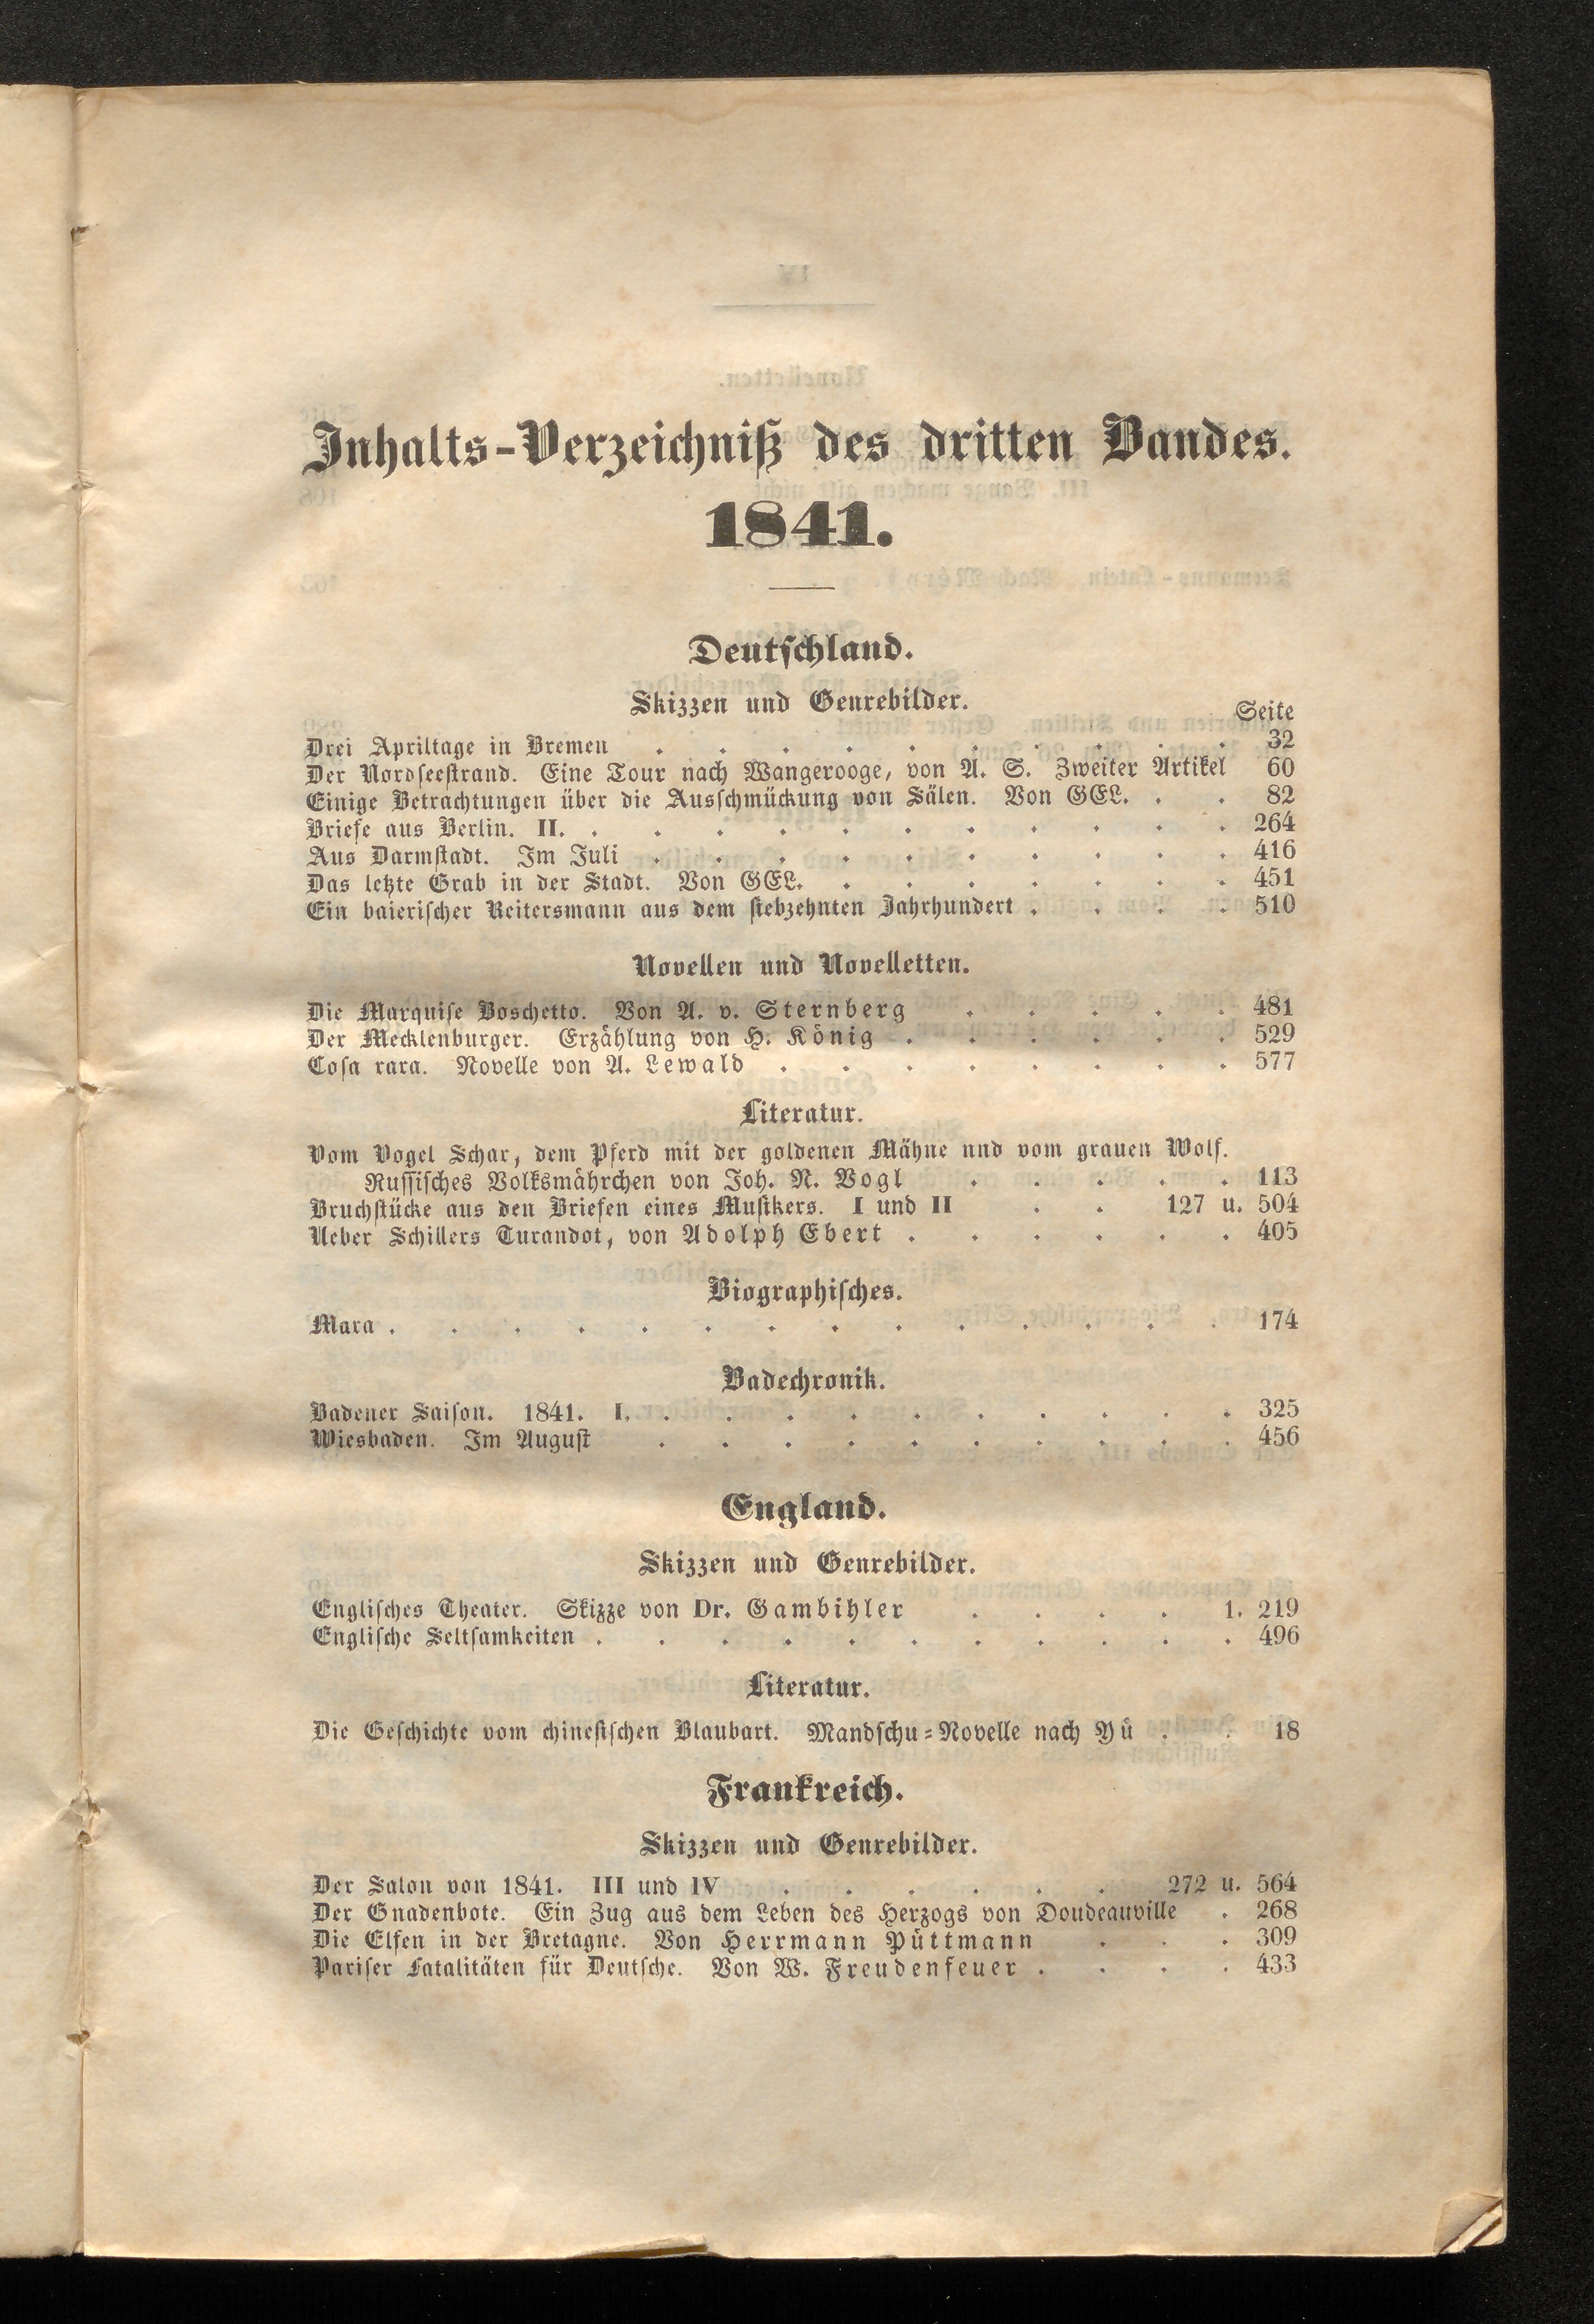 Inhalts-Verzeichniß des dritten Bandes.
1841.
Deutschland.
Skizzen und Genrebilder.
Seite
Drei Apriltage in Bremen . . . . . . . . . . 32
Der Nordseestrand. Eine Tour nach Wangerooge, von A. S. Zweiter Artikel 60
Einige Betrachtungen über die Ausschmückung von Sälen. Von GEL. . . 82
Briefe aus Berlin. II. . . . . . . . . . . . 264
Aus Darmstadt. Im Juli . . . . . . . . . . 416
Das letzte Grab in der Stadt. Von GEL. . . . . . . . 451
Ein baierischer Reitersmann aus dem siebzehnten Jahrhundert . . . . 510
Novellen und Novelletten.
Die Marquise Boschetto. Von A. v. Sternberg . . . . . 481
Der Mecklenburger. Erzählung von H. König . . . . . . 529
Cosa rara. Novelle von A. Lewald . . . . . . . . 577
Literatur.
Vom Vogel Schar, dem Pferd mit der goldenen Mähne und vom grauen Wolf.
Russisches Volksmährchen von Joh. N. Vogl . . . . . 113
Bruchstücke aus den Briefen eines Musikers. I und II . . 127 u. 504
Ueber Schillers Turandot, von Adolph Ebert . . . . . . 405
Biographisches.
Mara . . . . . . . . . . . . . . 174
Badechronik.
Badener Saison. 1841. I. . . . . . . . . . . 325
Wiesbaden. Im August . . . . . . . . . . 456
England.
Skizzen und Genrebilder.
Englisches Theater. Skizze von Dr. Gambihler . . . . 1. 219
Englische Seltsamkeiten . . . . . . . . . . . 496
Literatur.
Die Geschichte vom chinesischen Blaubart. Mandschu-Novelle nach Yü . . 18
Frankreich.
Skizzen und Genrebilder.
Der Salon von 1841. III und IV . . . . . . 272 u. 564
Der Gnadenbote. Ein Zug aus dem Leben des Herzogs von Doudeauville . 268
Die Elfen in der Bretagne. Von Herrmann Püttmann . . . 309
Pariser Fatalitäten für Deutsche. Von W. Freudenfeuer . . . . 433